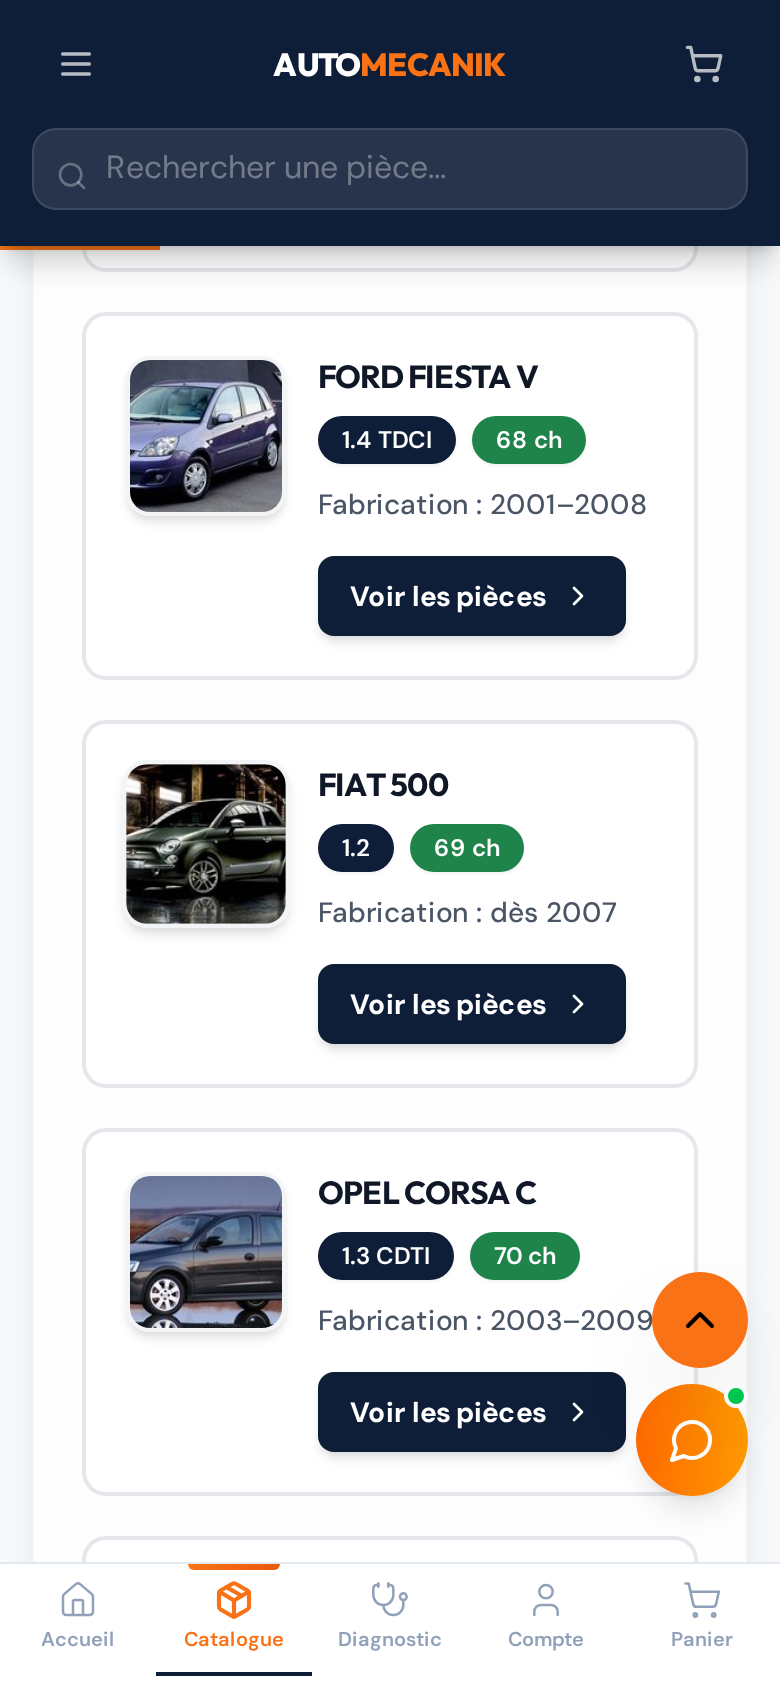 AUTOMECANIK
Rechercher une pièce...
FORD FIESTA V
1.4 TDCI 68 ch
Fabrication : 2001–2008
Voir les pièces
FIAT 500
1.2 69 ch
Fabrication : dès 2007
Voir les pièces
OPEL CORSA C
1.3 CDTI 70 ch
Fabrication : 2003–2009
Voir les pièces
Accueil Catalogue Diagnostic Compte Panier